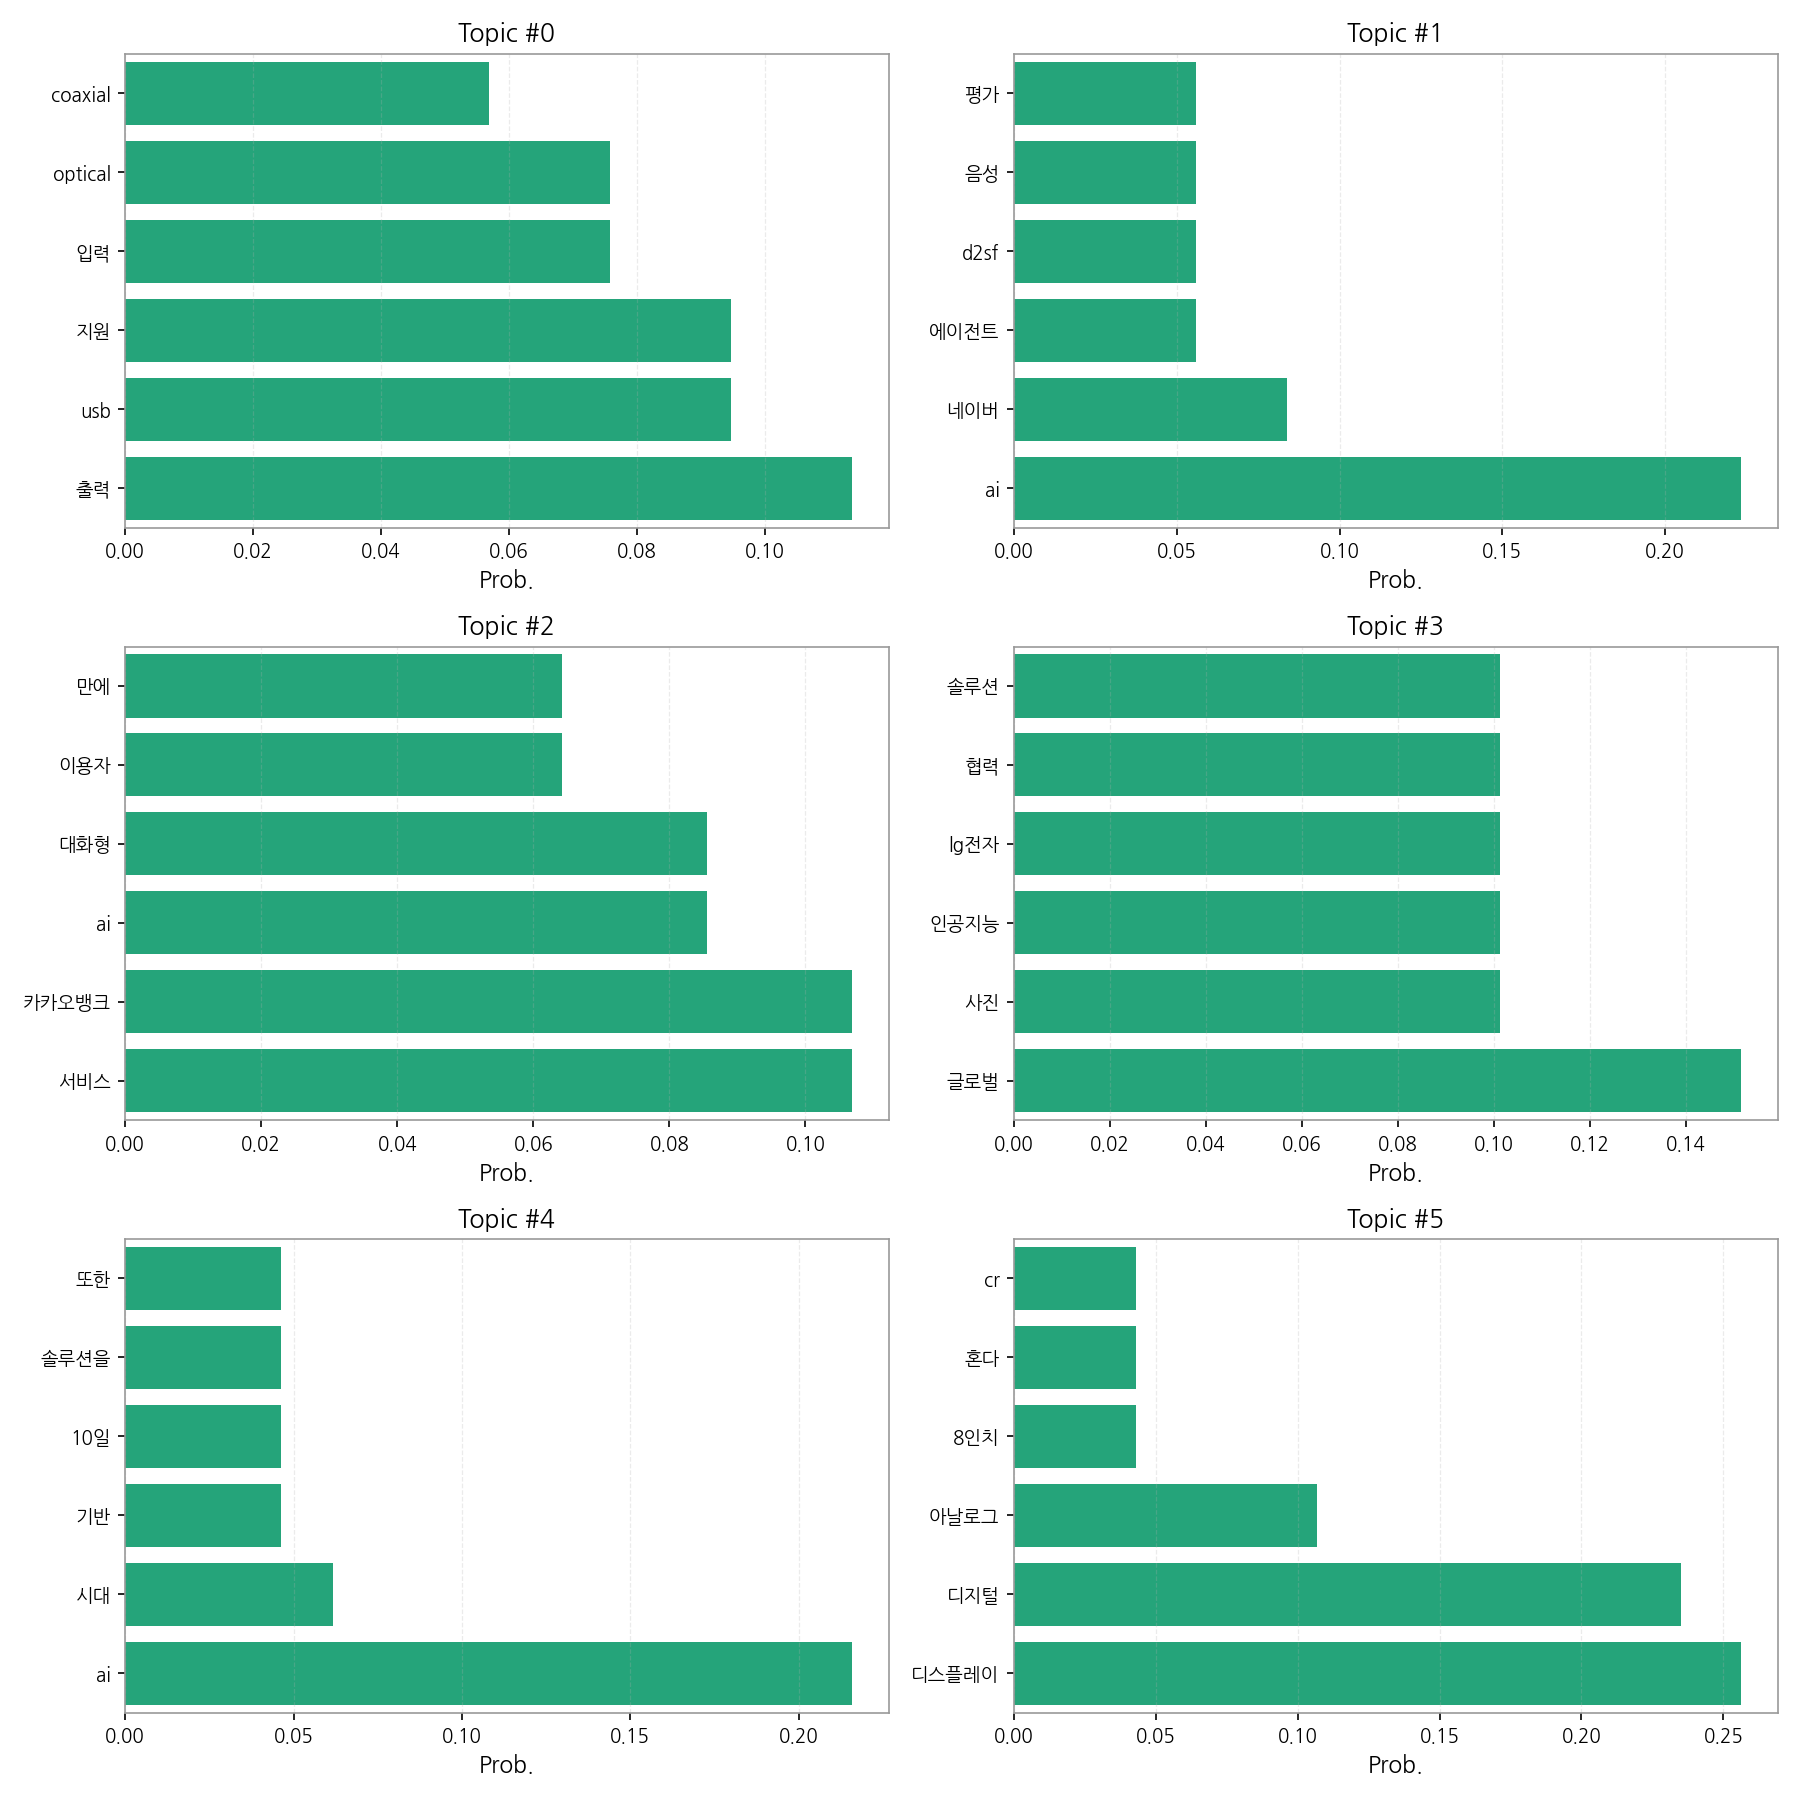 Topic #0
coaxial
optical
입력
지원
usb
출력
0.00 0.02 0.04 0.06 0.08 0.10
Prob.
Topic #1
평가
음성
d2sf
에이전트
네이버
ai
0.00 0.05 0.10 0.15 0.20
Prob.
Topic #2
만에
이용자
대화형
ai
카카오뱅크
서비스
0.00 0.02 0.04 0.06 0.08 0.10
Prob.
Topic #3
솔루션
협력
lg전자
인공지능
사진
글로벌
0.00 0.02 0.04 0.06 0.08 0.10 0.12 0.14
Prob.
Topic #4
또한
솔루션을
10일
기반
시대
ai
0.00 0.05 0.10 0.15 0.20
Prob.
Topic #5
cr
혼다
8인치
아날로그
디지털
디스플레이
0.00 0.05 0.10 0.15 0.20 0.25
Prob.